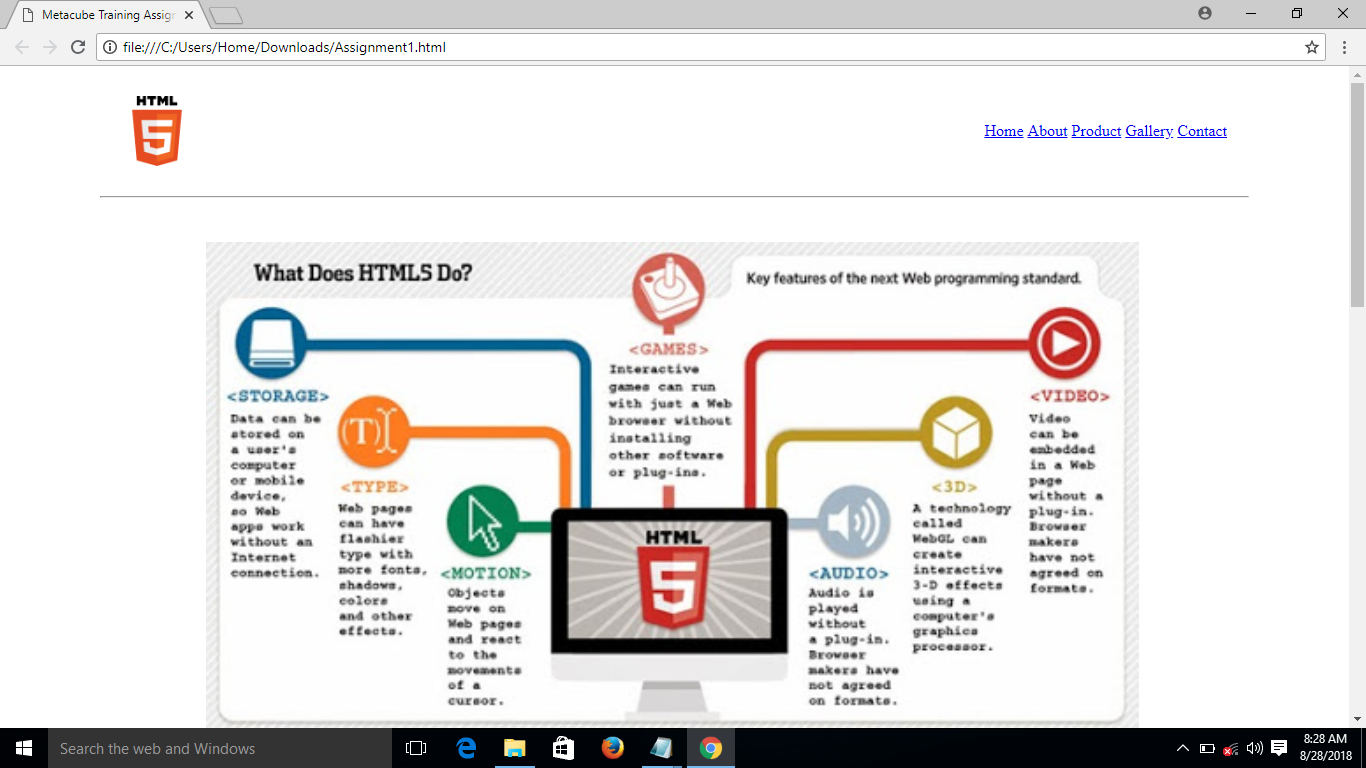 Metacube Training Assign
file:///C:/Users/Home/Downloads/Assignment1.html
HTML
5
Home About Product Gallery Contact
What Does HTML5 Do?
Key features of the next Web programming standard.
<STORAGE>
Data can be
stored on
a user's
computer
or mobile
device,
so Web
apps work
without an
Internet
connection.
(T)
<TYPE>
Web pages
can have
flashier
type with
more fonts,
shadows,
colors
and other
effects.
<MOTION>
Objects
move on
Web pages
and react
to the
movements
of a
cursor.
<GAMES>
Interactive
games can run
with just a Web
browser without
installing
other software
or plug-ins.
HTML
5
<AUDIO>
Audio is
played
without
a plug-in.
Browser
makers have
not agreed
on formats.
<3D>
A technology
called
WebGL can
create
interactive
3-D effects
using a
computer's
graphics
processor.
<VIDEO>
Video
can be
embedded
in a Web
page
without a
plug-in.
Browser
makers
have not
agreed on
formats.
Search the web and Windows
8:28 AM
8/28/2018